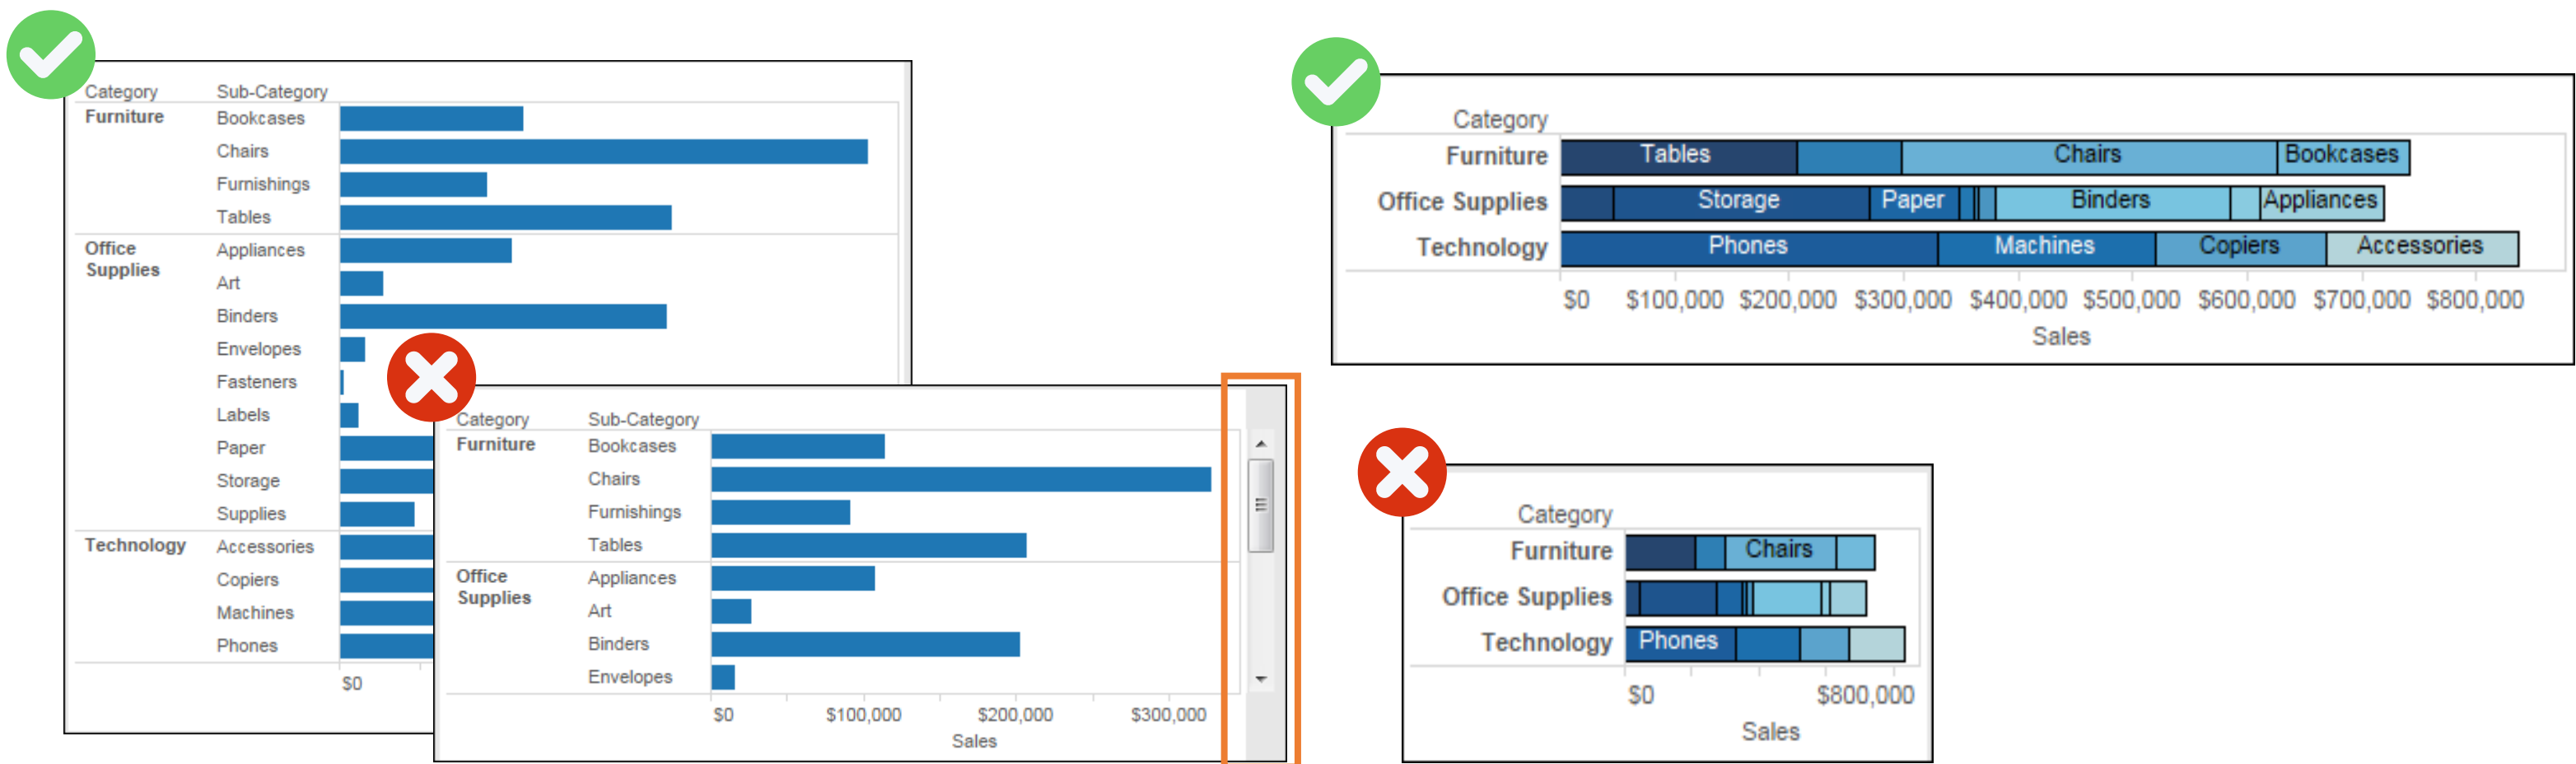 Category Sub-Category
Furniture Bookcases
Chairs
Furnishings
Tables
Office Supplies Appliances
Art
Binders
Envelopes
Fasteners
Labels
Paper
Storage
Supplies
Technology Accessories
Copiers
Machines
Phones
$0
Category Sub-Category
Furniture Bookcases
Chairs
Furnishings
Tables
Office Supplies Appliances
Art
Binders
Envelopes
$0 $100,000 $200,000 $300,000
Sales
Category
Furniture Tables Chairs Bookcases
Office Supplies Storage Paper Binders Appliances
Technology Phones Machines Copiers Accessories
$0 $100,000 $200,000 $300,000 $400,000 $500,000 $600,000 $700,000 $800,000
Sales
Category
Furniture Chairs
Office Supplies
Technology Phones
$0 $800,000
Sales